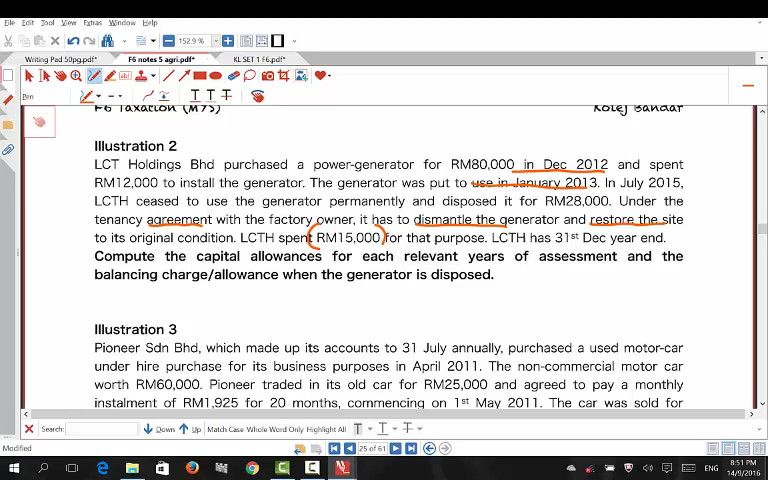 File Edit View Tool Extras Window Help
152.9%
Writing Pad 50pg.pdf*
F6 notes 5 agri.pdf*
KL SET 1 F6.pdf*
Pen
F6 Taxation (M'YS) Kolej Bandar
Illustration 2
LCT Holdings Bhd purchased a power-generator for RM80,000 in Dec 2012 and spent
RM12,000 to install the generator. The generator was put to use in January 2013. In July 2015,
LCTH ceased to use the generator permanently and disposed it for RM28,000. Under the
tenancy agreement with the factory owner, it has to dismantle the generator and restore the site
to its original condition. LCTH spent RM15,000 for that purpose. LCTH has 31st Dec year end.
Compute the capital allowances for each relevant years of assessment and the
balancing charge/allowance when the generator is disposed.
Illustration 3
Pioneer Sdn Bhd, which made up its accounts to 31 July annually, purchased a used motor-car
under hire purchase for its business purposes in April 2011. The non-commercial motor car
worth RM60,000. Pioneer traded in its old car for RM25,000 and agreed to pay a monthly
instalment of RM1,925 for 20 months, commencing on 1st May 2011. The car was sold for
Search: Down Up Match Case Whole Word Only Highlight All
Modified
25 of 61
ENG
8:51 PM
14/9/2016